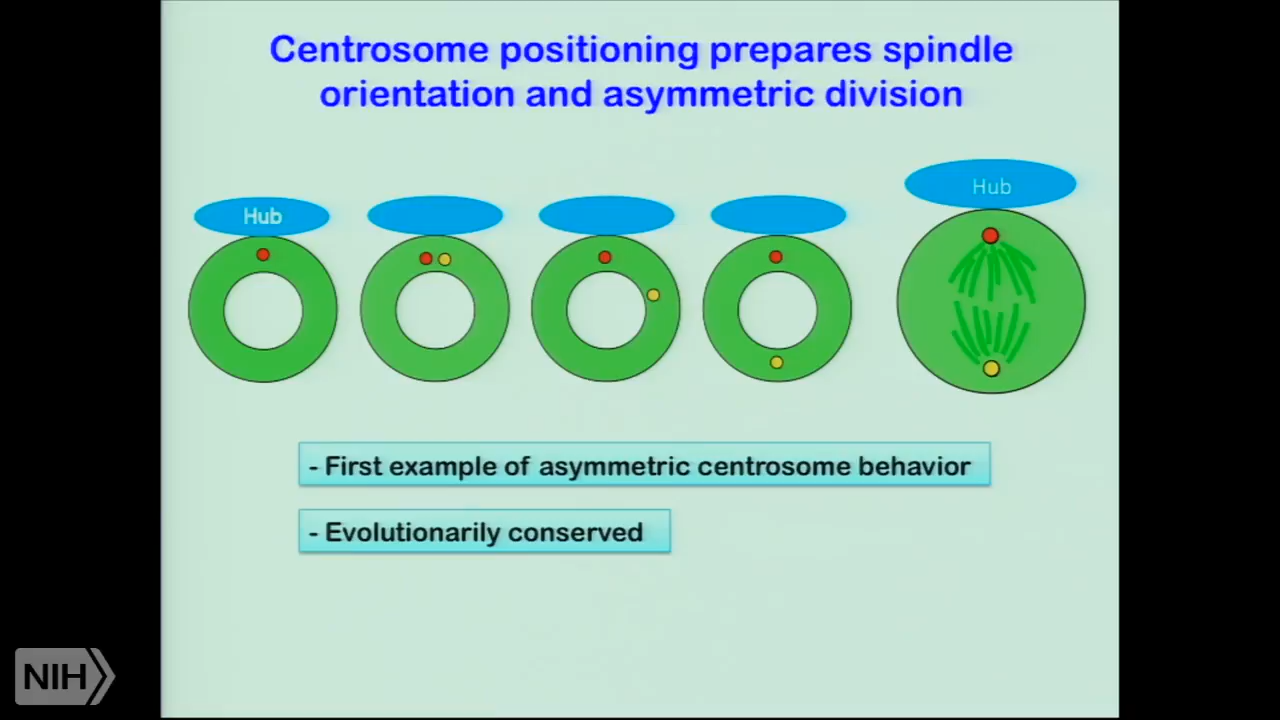 Centrosome positioning prepares spindle
orientation and asymmetric division
Hub
Hub
- First example of asymmetric centrosome behavior
- Evolutionarily conserved
NIH